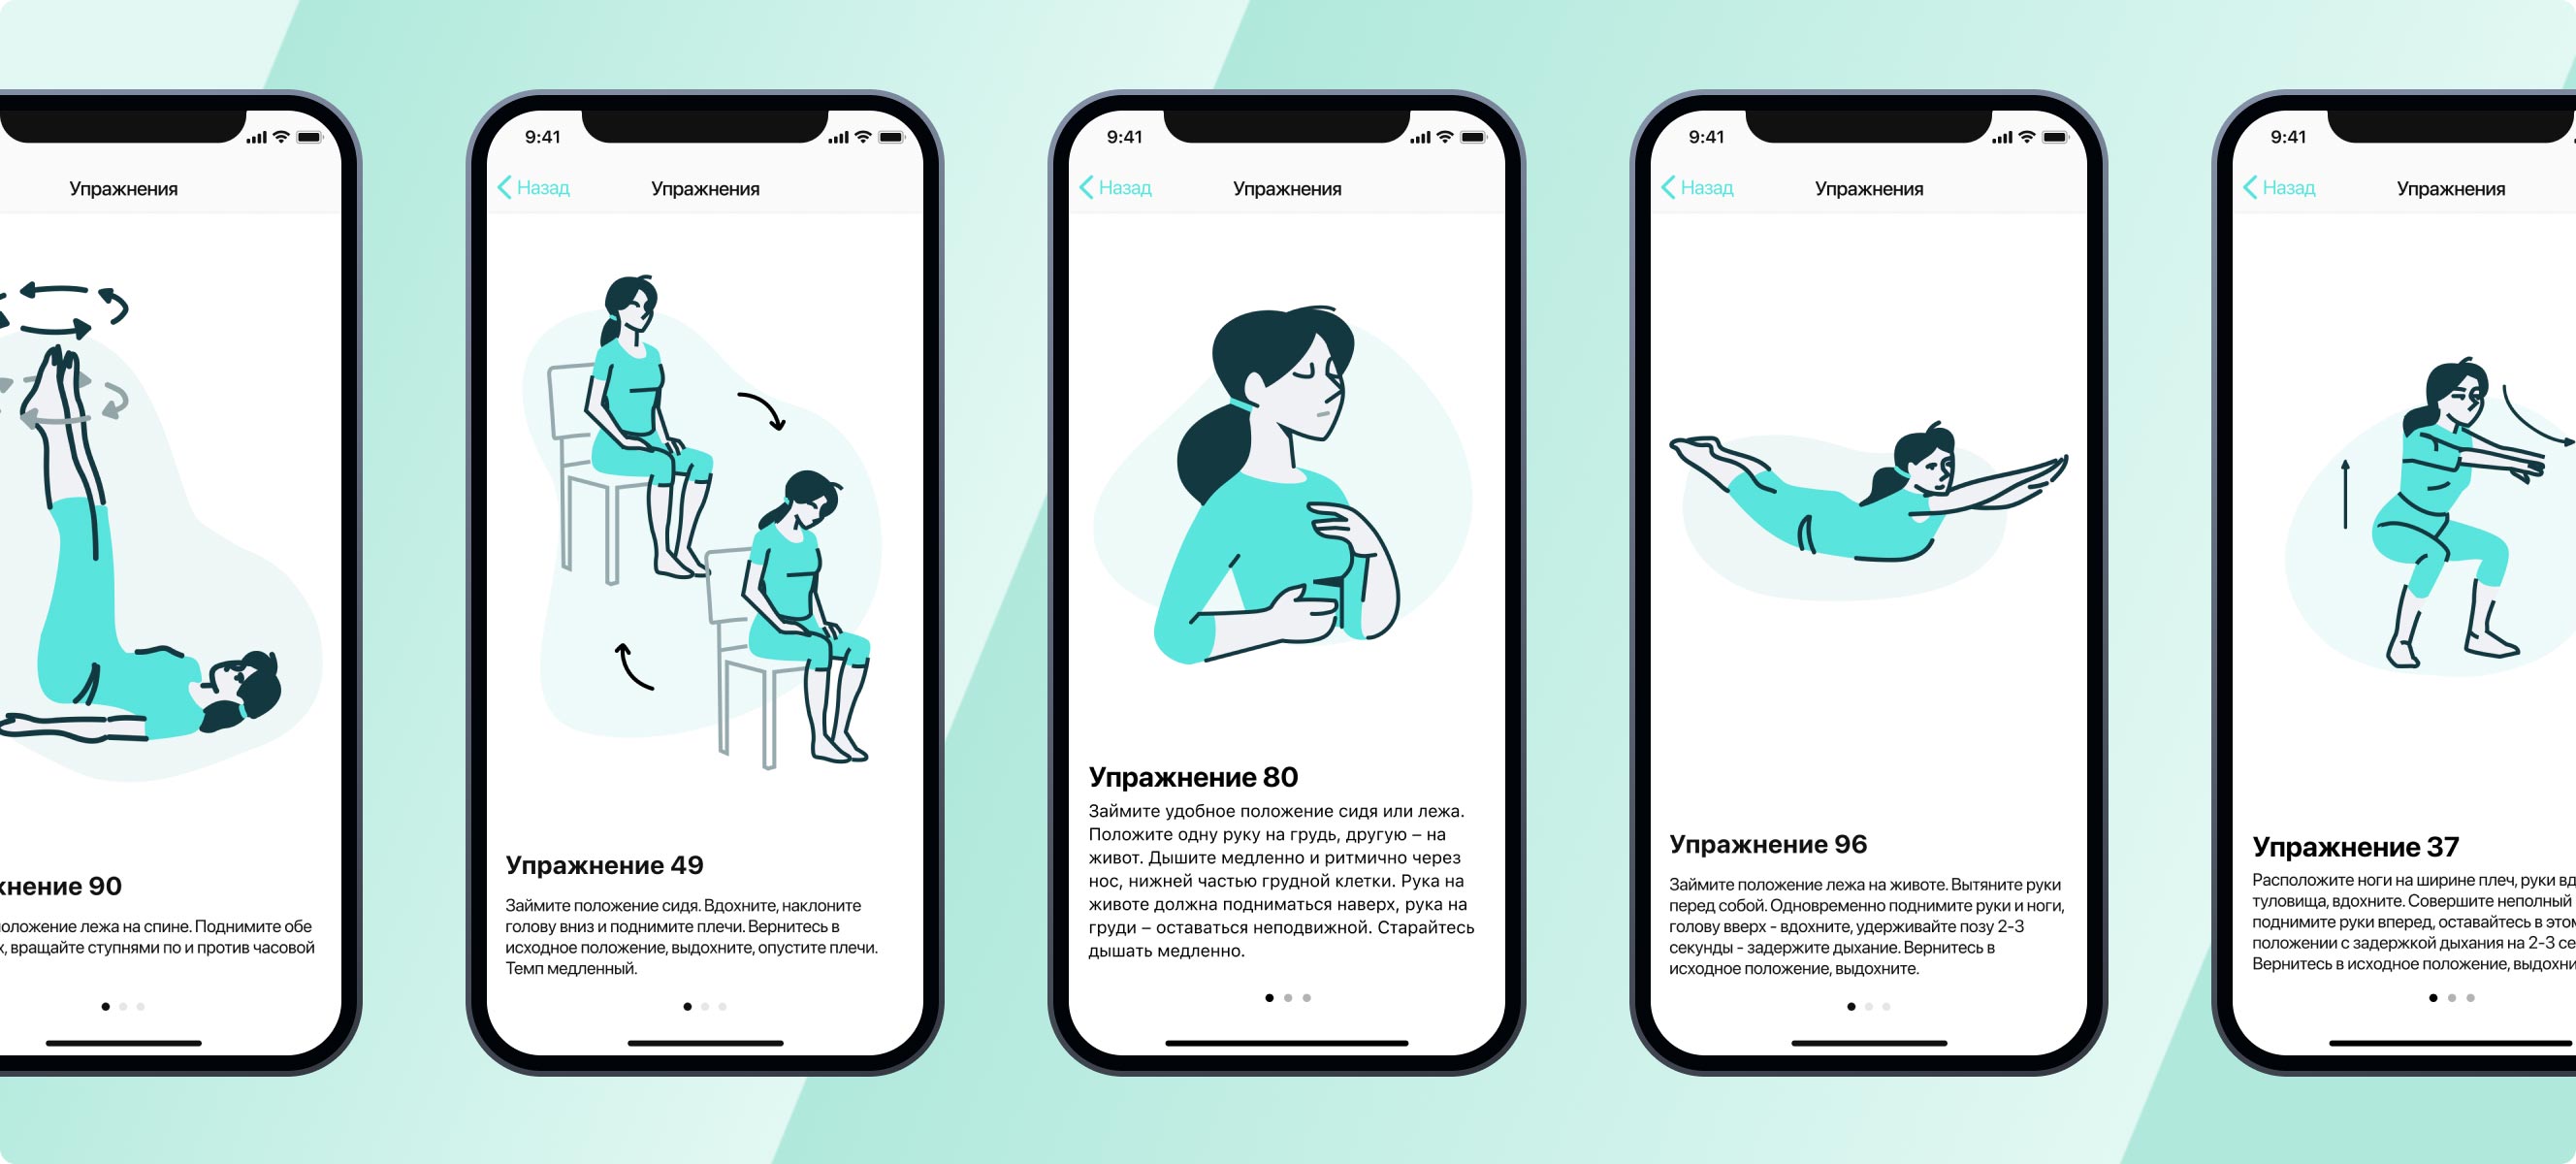 Упражнения
нение 90
оложение лежа на спине. Поднимите обе
вращайте ступнями по и против часовой
9:41
Назад
Упражнения
Упражнение 49
Займите положение сидя. Вдохните, наклоните
голову вниз и поднимите плечи. Вернитесь в
исходное положение, выдохните, опустите плечи.
Темп медленный.
9:41
Назад
Упражнения
Упражнение 80
Займите удобное положение сидя или лежа.
Положите одну руку на грудь, другую – на
живот. Дышите медленно и ритмично через
нос, нижней частью грудной клетки. Рука на
животе должна подниматься наверх, рука на
груди – оставаться неподвижной. Старайтесь
дышать медленно.
9:41
Назад
Упражнения
Упражнение 96
Займите положение лежа на животе. Вытяните руки
перед собой. Одновременно поднимите руки и ноги,
голову вверх - вдохните, удерживайте позу 2-3
секунды - задержите дыхание. Вернитесь в
исходное положение, выдохните.
9:41
Назад
Упражнения
Упражнение 37
Расположите ноги на ширине плеч, руки вд
туловища, вдохните. Совершите неполный
поднимите руки вперед, оставайтесь в этом
положении с задержкой дыхания на 2-3 се
Вернитесь в исходное положение, выдохни